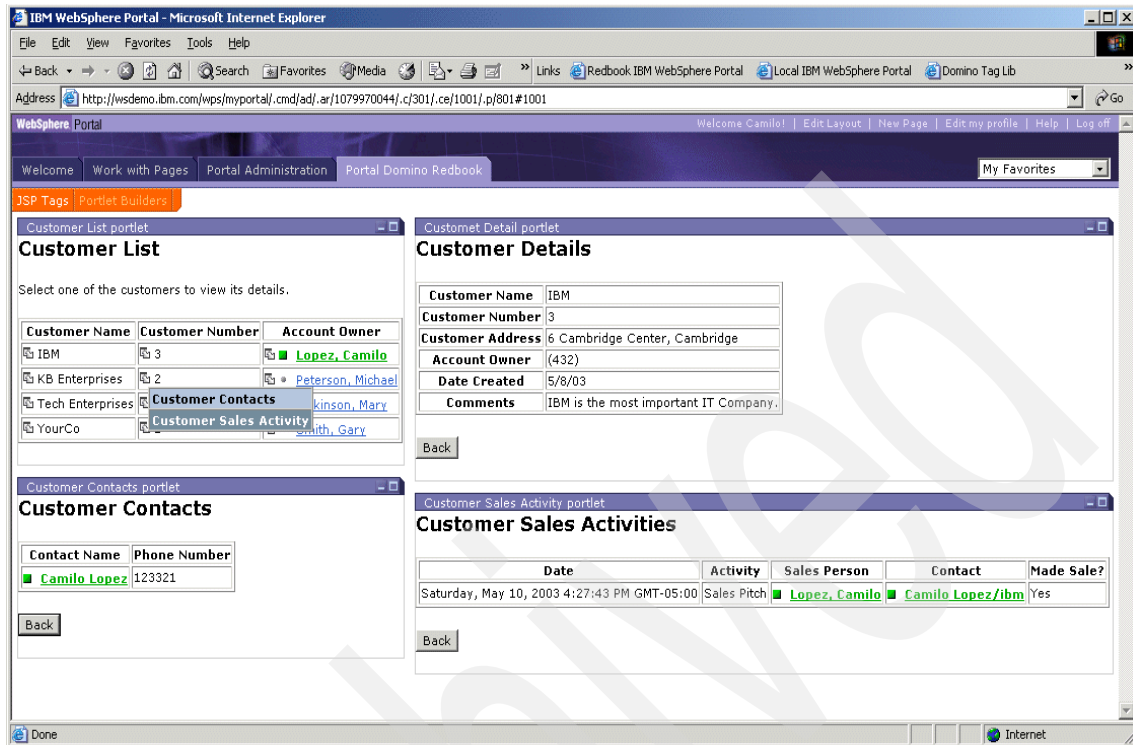 IBM WebSphere Portal - Microsoft Internet Explorer
File Edit View Favorites Tools Help
Back Search Favorites Media » Links Redbook IBM WebSphere Portal Local IBM WebSphere Portal Domino Tag Lib »
Address http://wsdemo.ibm.com/wps/myportal/.cmd/ad/.ar/1079970044/.c/301/.ce/1001/.p/801#1001 Go
WebSphere Portal Welcome Camilo! | Edit Layout | New Page | Edit my profile | Help | Log off
Welcome Work with Pages Portal Administration Portal Domino Redbook My Favorites
JSP Tags Portlet Builders
Customer List portlet
Customer List
Select one of the customers to view its details.
Customer Name Customer Number Account Owner
IBM 3 Lopez, Camilo
KB Enterprises 2 Peterson, Michael
Tech Enterprises kinson, Mary
YourCo Smith, Gary
Customer Contacts
Customer Sales Activity
Customet Detail portlet
Customer Details
Customer Name IBM
Customer Number 3
Customer Address 6 Cambridge Center, Cambridge
Account Owner (432)
Date Created 5/8/03
Comments IBM is the most important IT Company.
Back
Customer Contacts portlet
Customer Contacts
Contact Name Phone Number
Camilo Lopez 123321
Back
Customer Sales Activity portlet
Customer Sales Activities
Date Activity Sales Person Contact Made Sale?
Saturday, May 10, 2003 4:27:43 PM GMT-05:00 Sales Pitch Lopez, Camilo Camilo Lopez/ibm Yes
Back
Done Internet